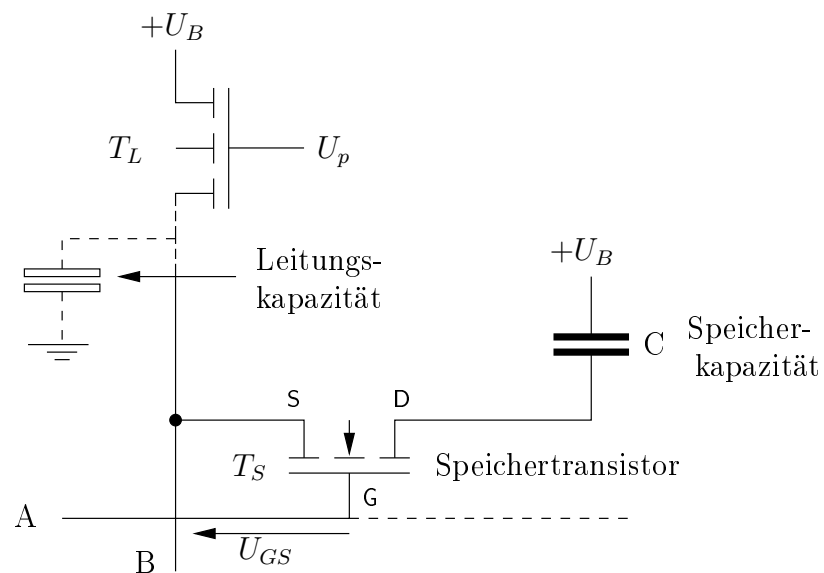 +U_B
T_L
U_p
Leitungs-
kapazität
+U_B
C
Speicher-
kapazität
S
D
T_S
Speichertransistor
G
A
U_GS
B